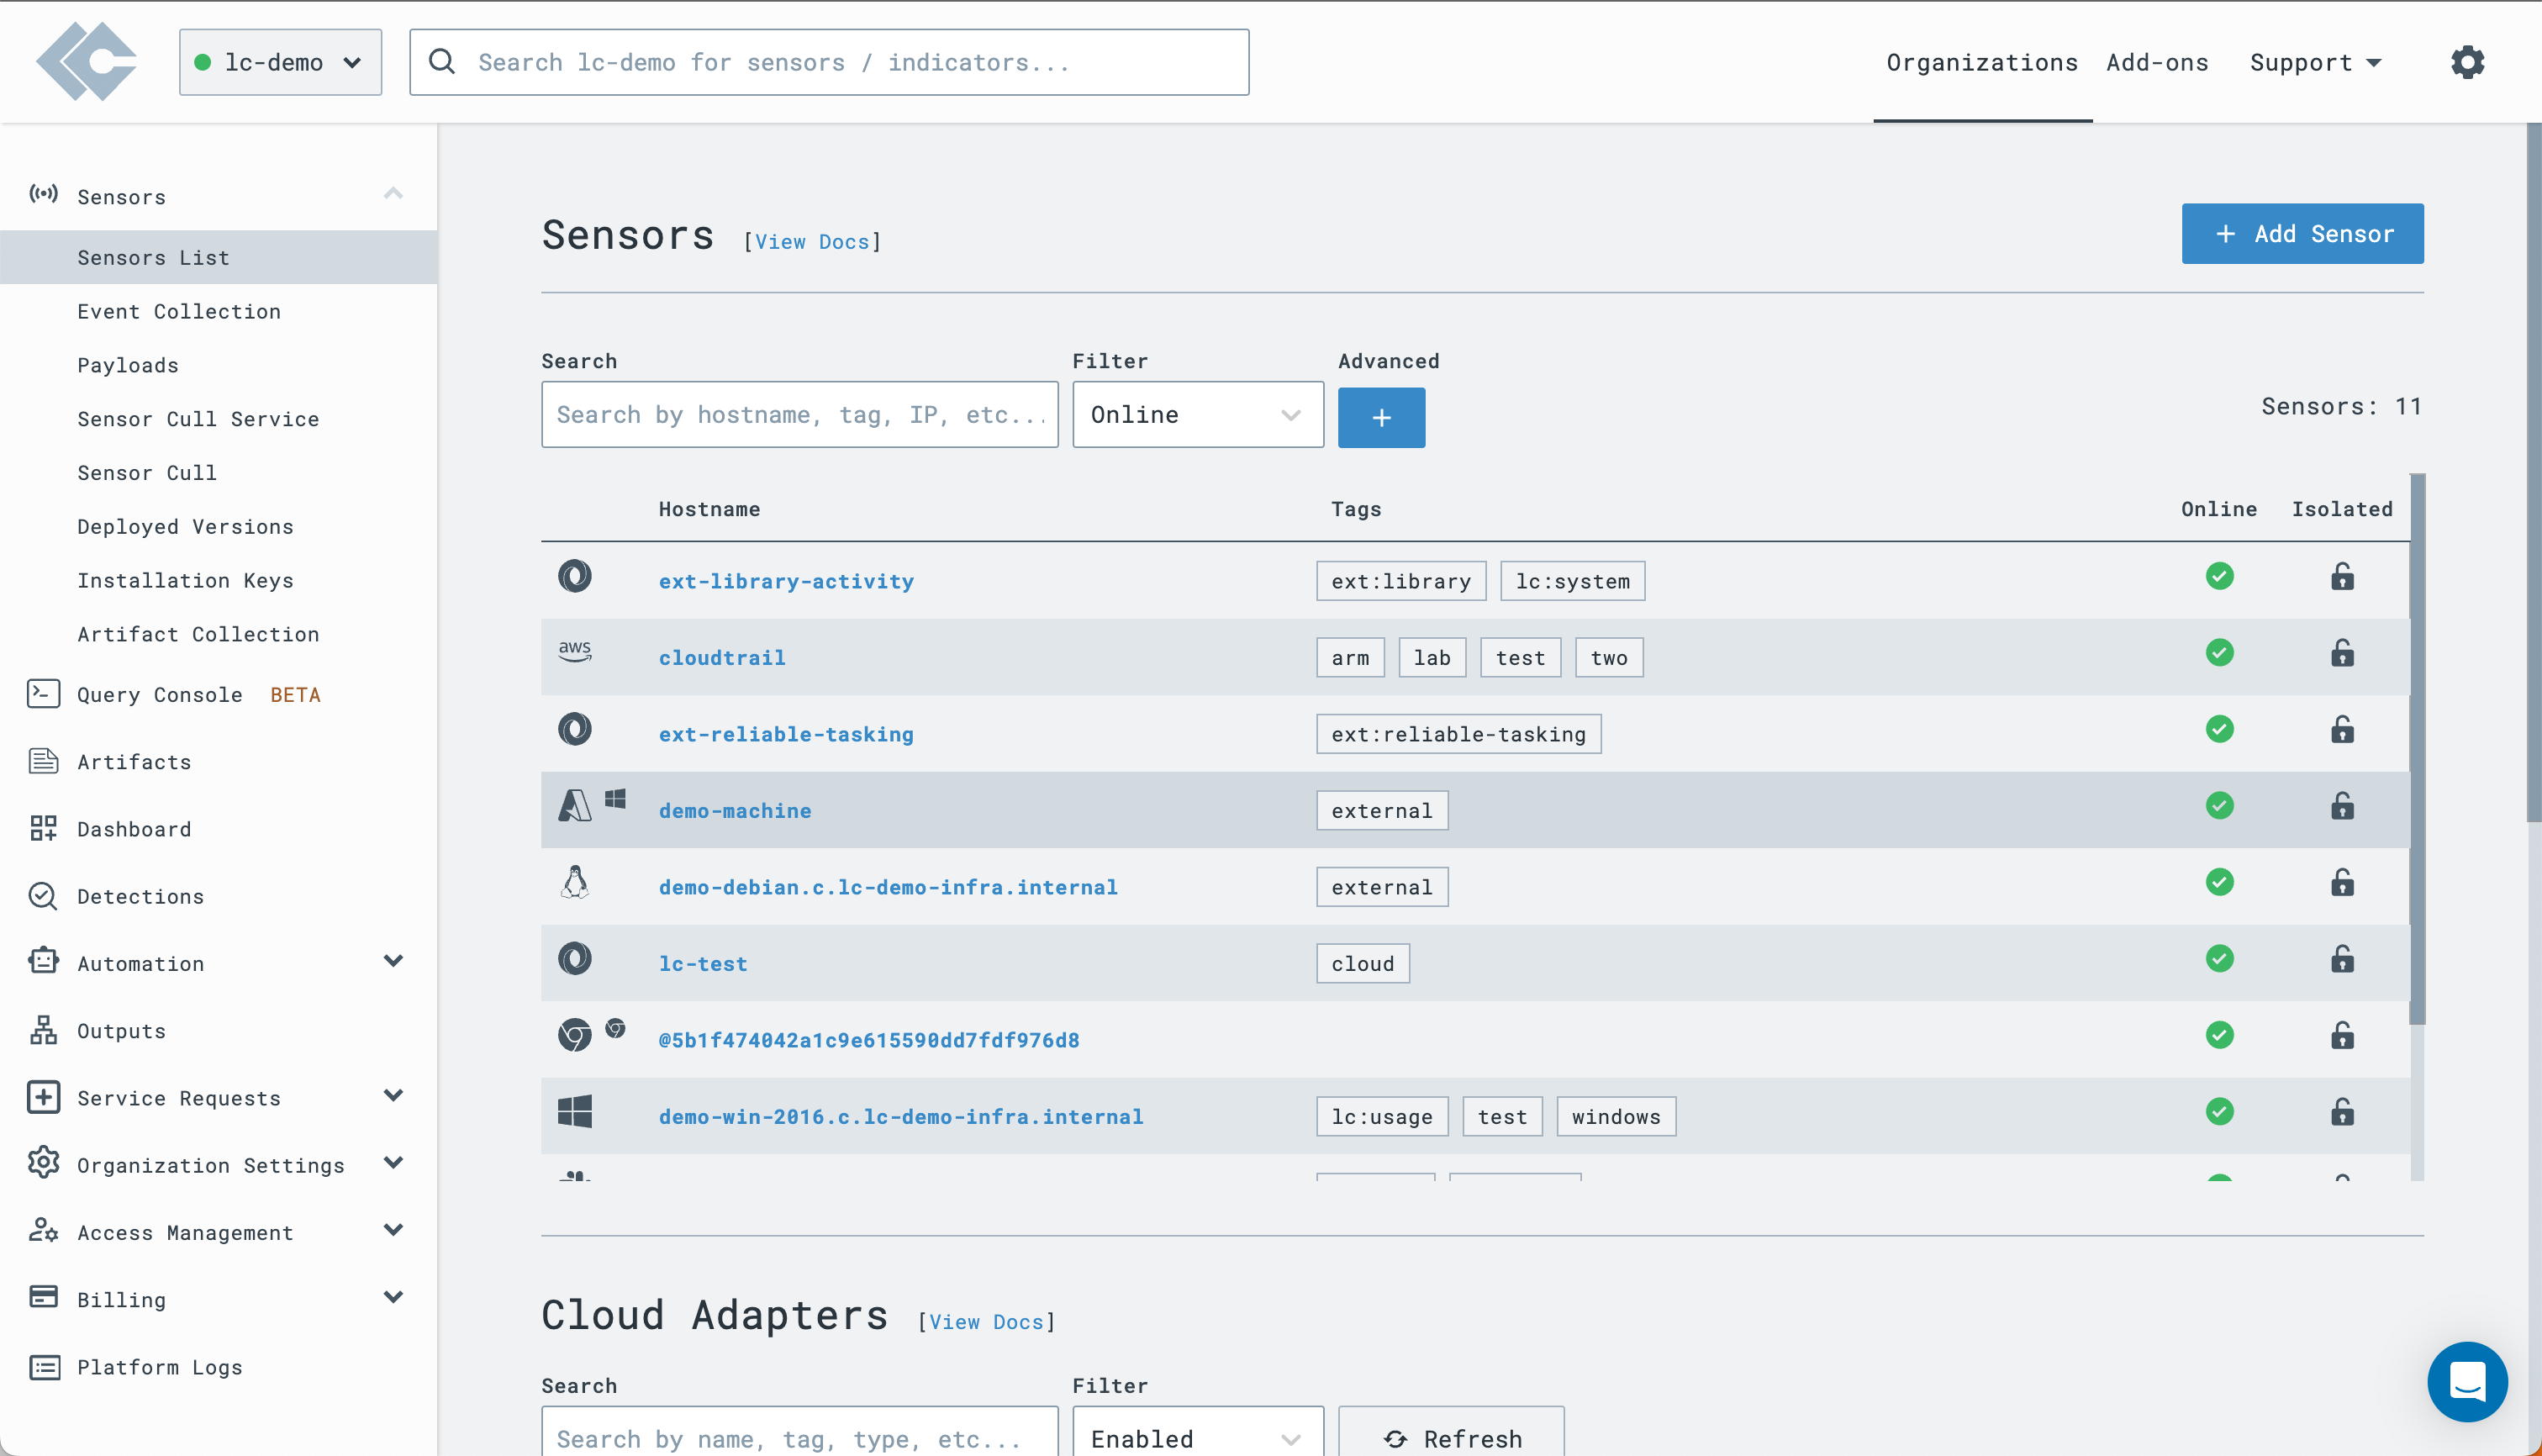 lc-demo
Search lc-demo for sensors / indicators...
Organizations
Add-ons
Support
Sensors
Sensors List
Event Collection
Payloads
Sensor Cull Service
Sensor Cull
Deployed Versions
Installation Keys
Artifact Collection
Query Console BETA
Artifacts
Dashboard
Detections
Automation
Outputs
Service Requests
Organization Settings
Access Management
Billing
Platform Logs
Sensors [View Docs]
+ Add Sensor
Search Filter Advanced
Search by hostname, tag, IP, etc... Online +
Sensors: 11
Hostname Tags Online Isolated
ext-library-activity ext:library lc:system
aws cloudtrail arm lab test two
ext-reliable-tasking ext:reliable-tasking
demo-machine external
demo-debian.c.lc-demo-infra.internal external
lc-test cloud
@5b1f474042a1c9e615590dd7fdf976d8
demo-win-2016.c.lc-demo-infra.internal lc:usage test windows
Cloud Adapters [View Docs]
Search Filter
Search by name, tag, type, etc... Enabled Refresh